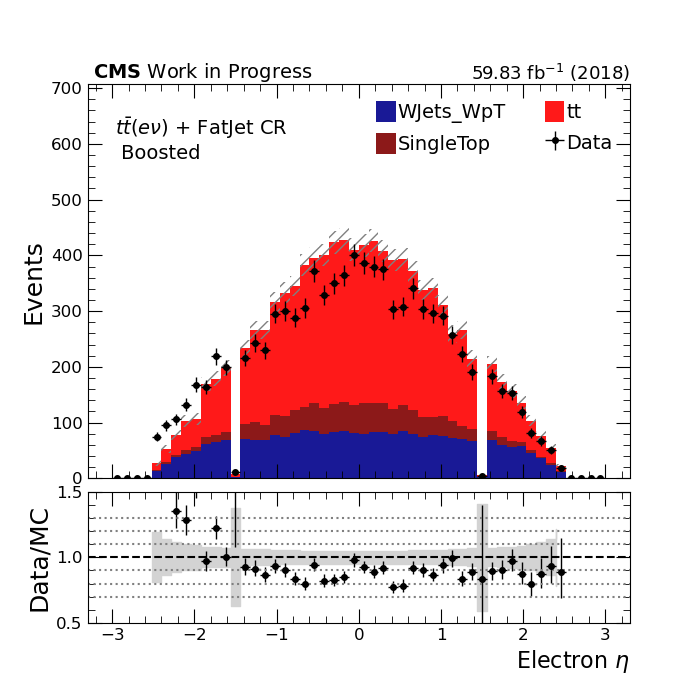 CMS Work in Progress 59.83 fb⁻¹ (2018)
700
600
500
400
300
200
100
0
Events
tt̄(eν) + FatJet CR
Boosted
WJets_WpT
tt
SingleTop
Data
1.5
1.0
0.5
Data/MC
−3 −2 −1 0 1 2 3
Electron η